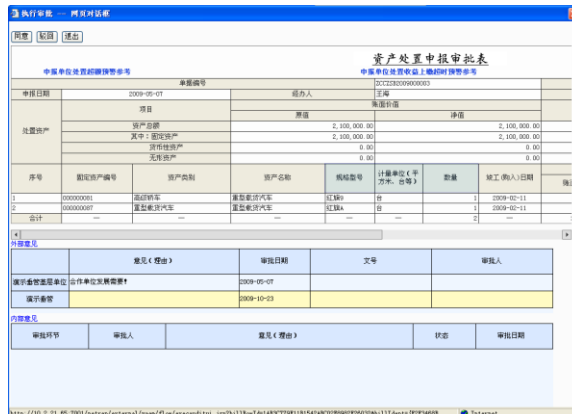 执行审批 -- 网页对话框
同意 驳回 退出
资产处置申报审批表
申报单位处置超额预警参考 申报单位处置收益上缴超时预警参考
单据编号 ZCCZSB2009000003
申报日期 2009-05-07 经办人 王海
处置资产 项目 账面价值
原值 净值
资产总额 2,100,000.00 2,100,000.00
其中:固定资产 2,100,000.00 2,100,000.00
货币性资产 0.00 0.00
无形资产 0.00 0.00
序号 固定资产编号 资产类别 资产名称 规格型号 计量单位(平方米、台等) 数量 竣工(购入)日期
1 000000081 高级轿车 重型载货汽车 红旗B 台 1 2009-02-11
2 000000087 重型载货汽车 重型载货汽车 红旗A 台 1 2009-02-11
合计 — — — — — 2 —
外部意见
意见(理由) 审批日期 文号 审批人
演示垂管基层单位 合作单位发展需要! 2009-05-07
演示垂管 2009-10-23
内部意见
审批环节 审批人 意见(理由) 状态 审批日期
Internet